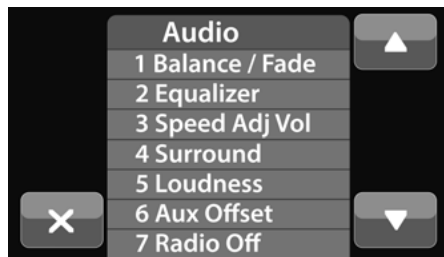 Audio
1 Balance / Fade
2 Equalizer
3 Speed Adj Vol
4 Surround
5 Loudness
6 Aux Offset
7 Radio Off